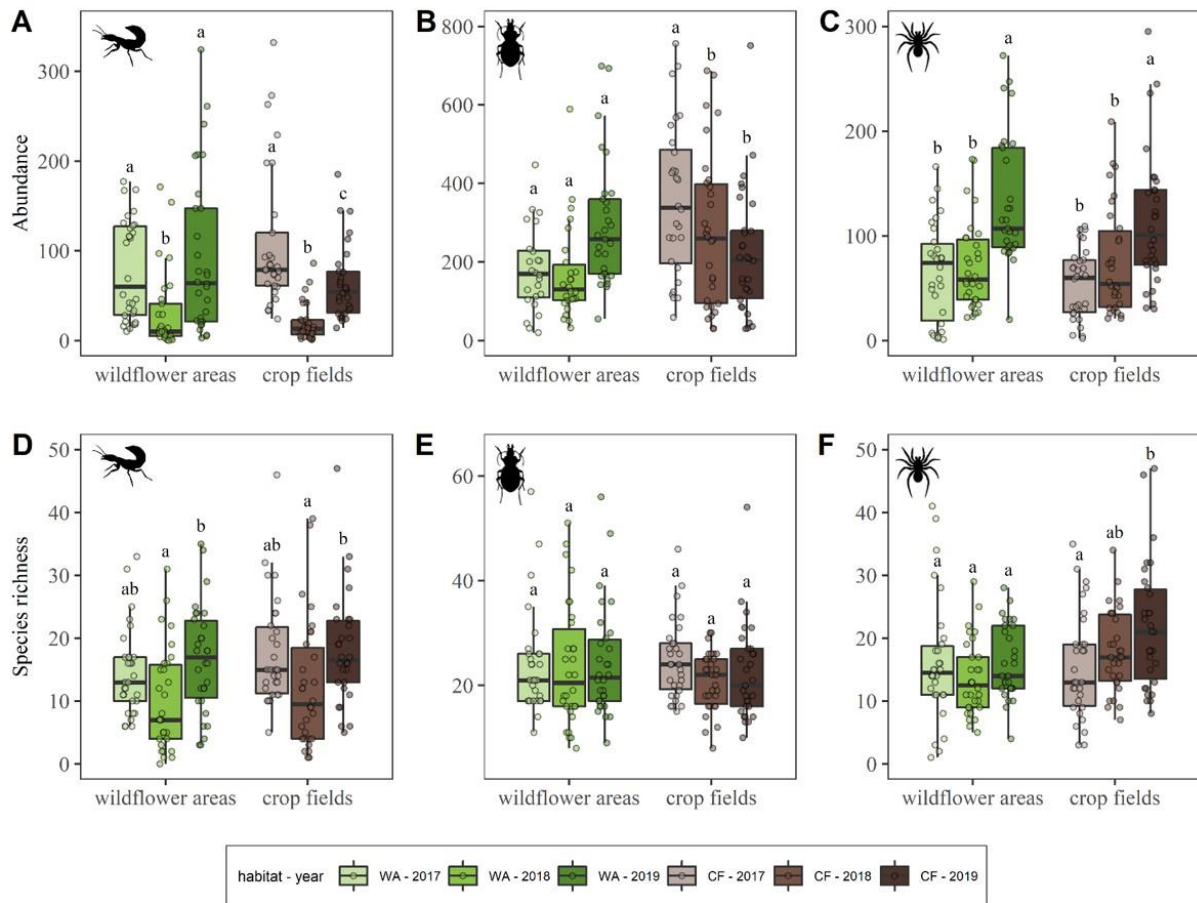 A
B
C
Abundance
300
200
100
0
a
b
a
a
b
c
wildflower areas
crop fields
800
600
400
200
0
a
a
a
a
b
b
wildflower areas
crop fields
300
200
100
0
b
b
a
b
b
a
wildflower areas
crop fields
D
E
F
Species richness
50
40
30
20
10
0
ab
a
b
ab
a
b
wildflower areas
crop fields
60
40
20
a
a
a
a
a
a
wildflower areas
crop fields
50
40
30
20
10
0
a
a
a
a
ab
b
wildflower areas
crop fields
habitat - year
WA - 2017
WA - 2018
WA - 2019
CF - 2017
CF - 2018
CF - 2019